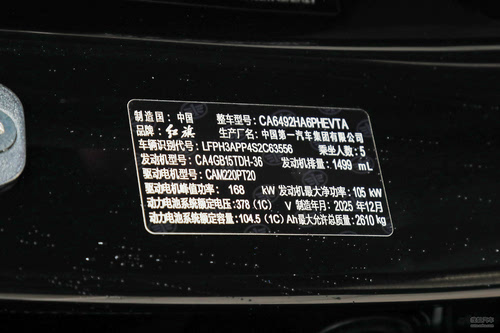 制造国：中国 整车型号：CA6492HA6PHEVTA
品牌：红旗 生产厂名：中国第一汽车集团有限公司
车辆识别代号：LFPH3APP4S2C63556 乘坐人数：5
发动机型号：CA4GB15TDH-36 发动机排量：1499 mL
驱动电机型号：CAM220PT20
驱动电机峰值功率：168 kW 发动机最大净功率：105 kW
动力电池系统额定电压：378 (1C) V 制造年月：2025 年12月
动力电池系统额定容量：104.5 (1C) Ah 最大允许总质量：2610 kg